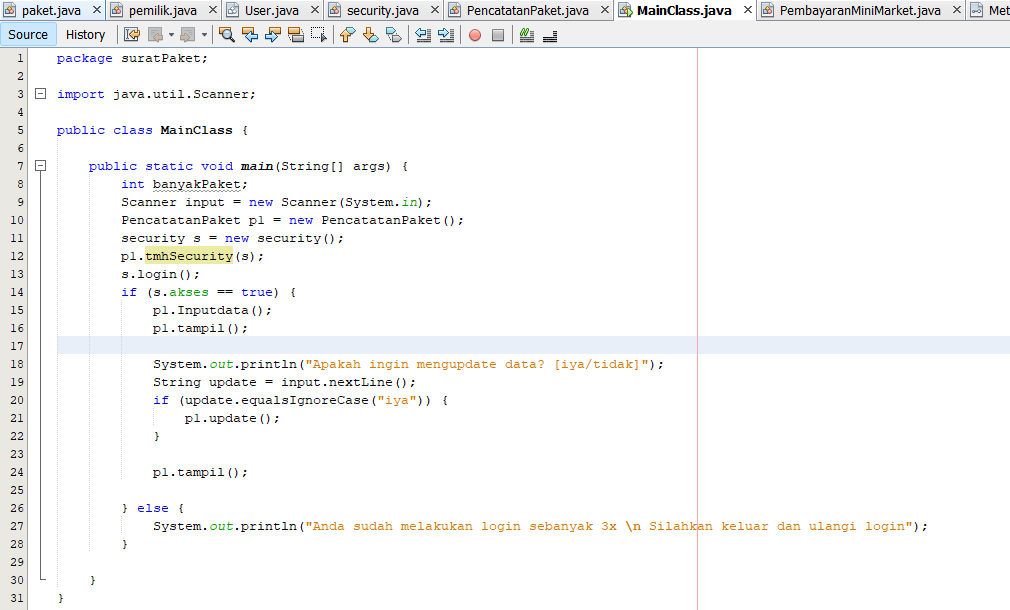 paket.java pemilik.java User.java security.java PencatatanPaket.java MainClass.java PembayaranMiniMarket.java Met
Source History
1 package suratPaket;
2
3 import java.util.Scanner;
4
5 public class MainClass {
6
7 public static void main(String[] args) {
8 int banyakPaket;
9 Scanner input = new Scanner(System.in);
10 PencatatanPaket pl = new PencatatanPaket();
11 security s = new security();
12 pl.tmhSecurity(s);
13 s.login();
14 if (s.akses == true) {
15 pl.Inputdata();
16 pl.tampil();
17
18 System.out.println("Apakah ingin mengupdate data? [iya/tidak]");
19 String update = input.nextLine();
20 if (update.equalsIgnoreCase("iya")) {
21 pl.update();
22 }
23
24 pl.tampil();
25
26 } else {
27 System.out.println("Anda sudah melakukan login sebanyak 3x \n Silahkan keluar dan ulangi login");
28 }
29
30 }
31 }